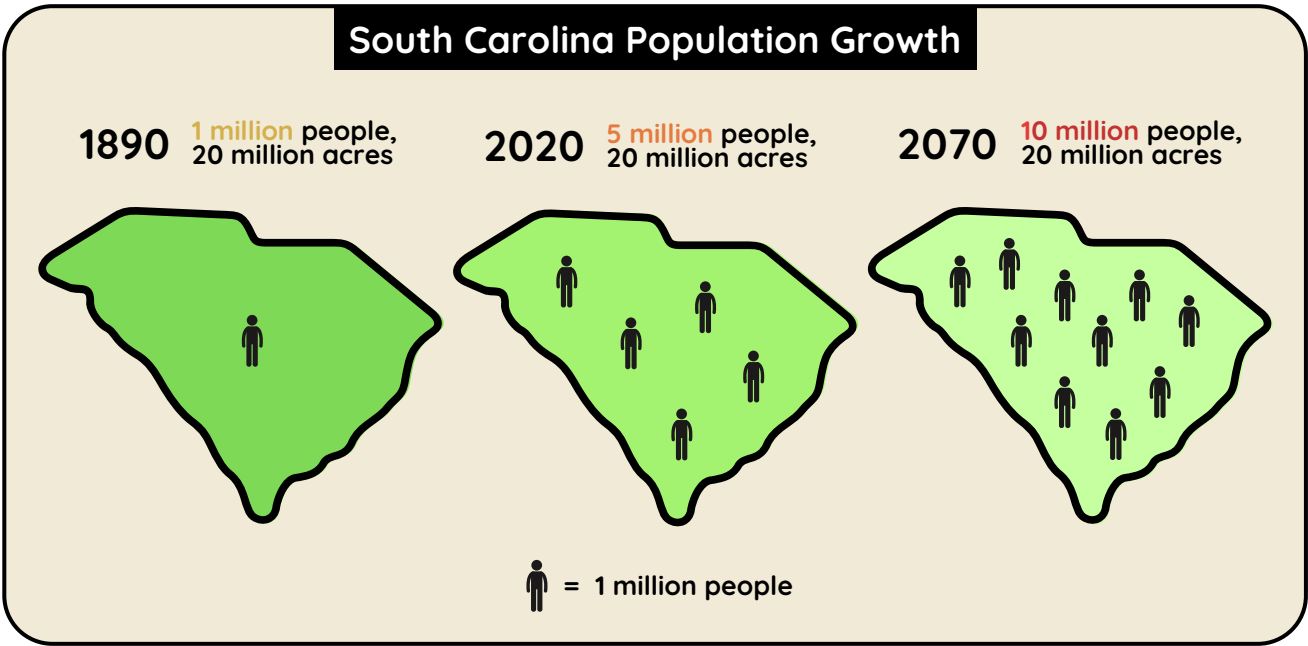 South Carolina Population Growth
1890
1 million people,
20 million acres
2020
5 million people,
20 million acres
2070
10 million people,
20 million acres
= 1 million people